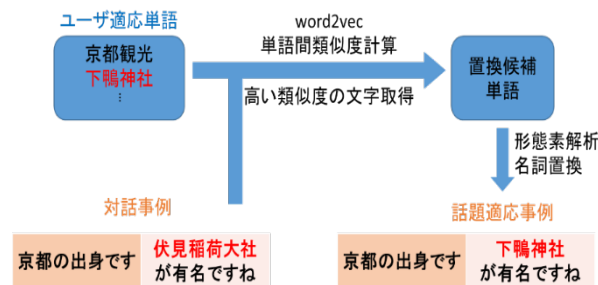 ユーザ適応単語
京都観光
下鴨神社
⋮
word2vec
単語間類似度計算
高い類似度の文字取得
置換候補
単語
形態素解析
名詞置換
対話事例
京都の出身です
伏見稲荷大社
が有名ですね
話題適応事例
京都の出身です
下鴨神社
が有名ですね